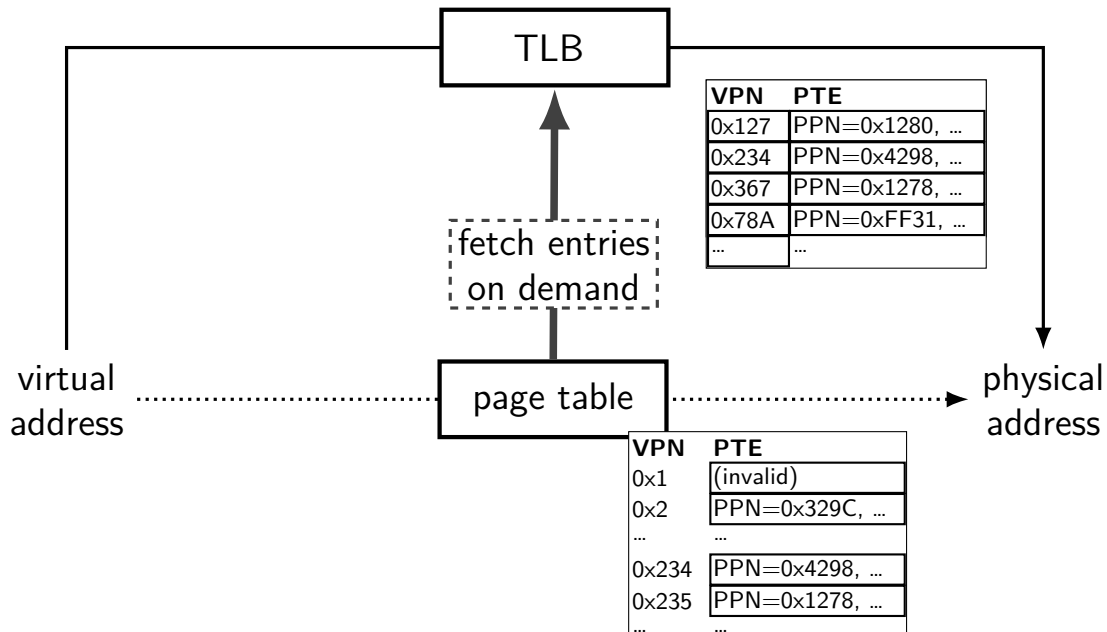 TLB
VPN PTE
0x127 PPN=0x1280, ...
0x234 PPN=0x4298, ...
0x367 PPN=0x1278, ...
0x78A PPN=0xFF31, ...
... ...
fetch entries
on demand
virtual
address
page table
physical
address
VPN PTE
0x1 (invalid)
0x2 PPN=0x329C, ...
... ...
0x234 PPN=0x4298, ...
0x235 PPN=0x1278, ...
... ...